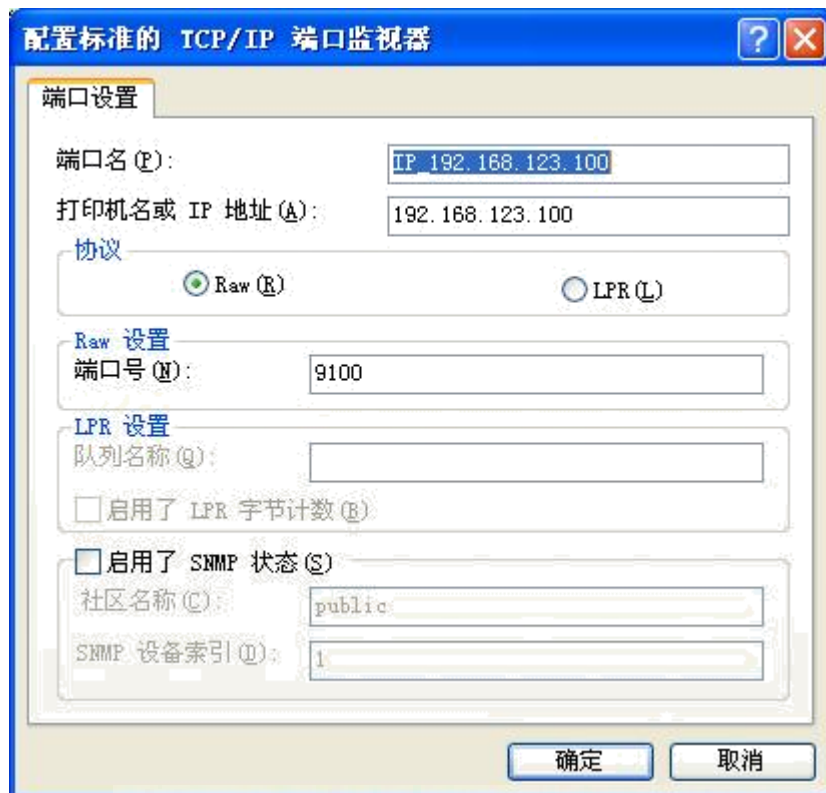 配置标准的 TCP/IP 端口监视器
端口设置
端口名(P): IP_192.168.123.100
打印机名或 IP 地址(A): 192.168.123.100
协议
Raw(R) LPR(L)
Raw 设置
端口号(N): 9100
LPR 设置
队列名称(Q):
启用了 LPR 字节计数(B)
启用了 SNMP 状态(S)
社区名称(C): public
SNMP 设备索引(D): 1
确定 取消